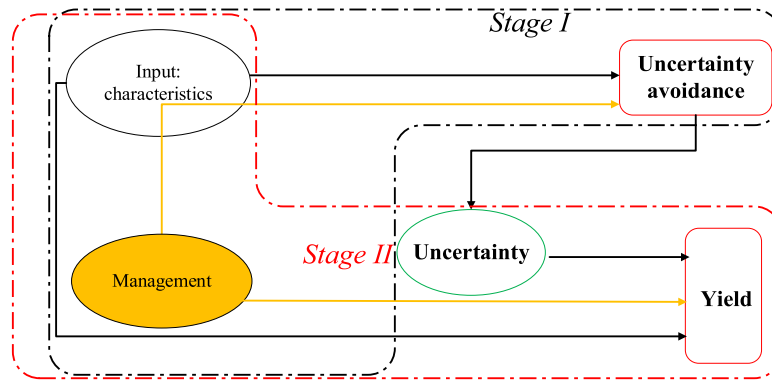 Stage I
Input:
characteristics
Uncertainty
avoidance
Management
Stage II
Uncertainty
Yield